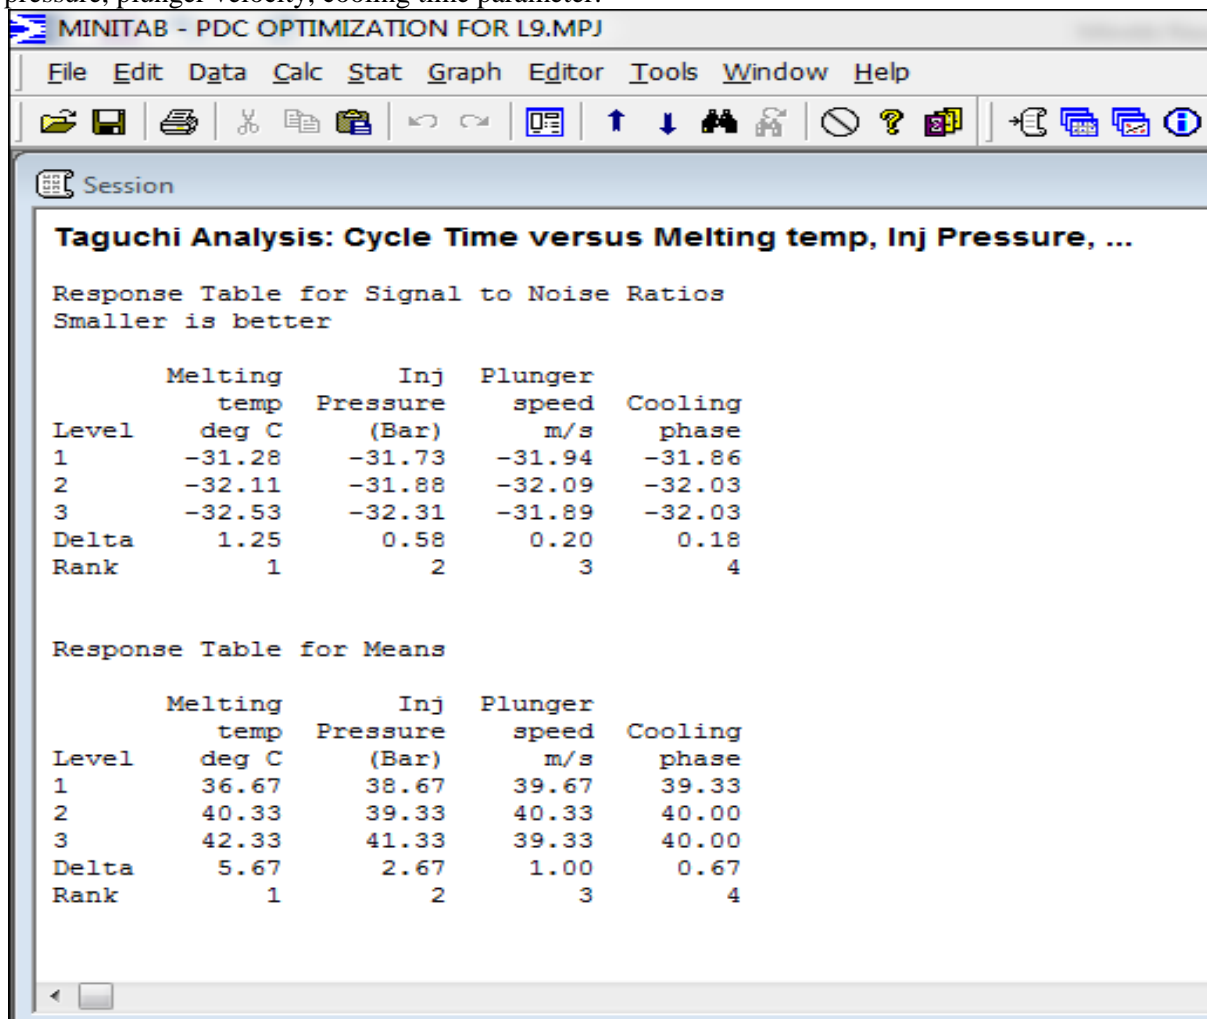 pressure, plunger velocity, cooling time parameter.
MINITAB - PDC OPTIMIZATION FOR L9.MPJ
File Edit Data Calc Stat Graph Editor Tools Window Help
Session
Taguchi Analysis: Cycle Time versus Melting temp, Inj Pressure, ...
Response Table for Signal to Noise Ratios
Smaller is better
Melting Inj Plunger
temp Pressure speed Cooling
Level deg C (Bar) m/s phase
1 -31.28 -31.73 -31.94 -31.86
2 -32.11 -31.88 -32.09 -32.03
3 -32.53 -32.31 -31.89 -32.03
Delta 1.25 0.58 0.20 0.18
Rank 1 2 3 4
Response Table for Means
Melting Inj Plunger
temp Pressure speed Cooling
Level deg C (Bar) m/s phase
1 36.67 38.67 39.67 39.33
2 40.33 39.33 40.33 40.00
3 42.33 41.33 39.33 40.00
Delta 5.67 2.67 1.00 0.67
Rank 1 2 3 4